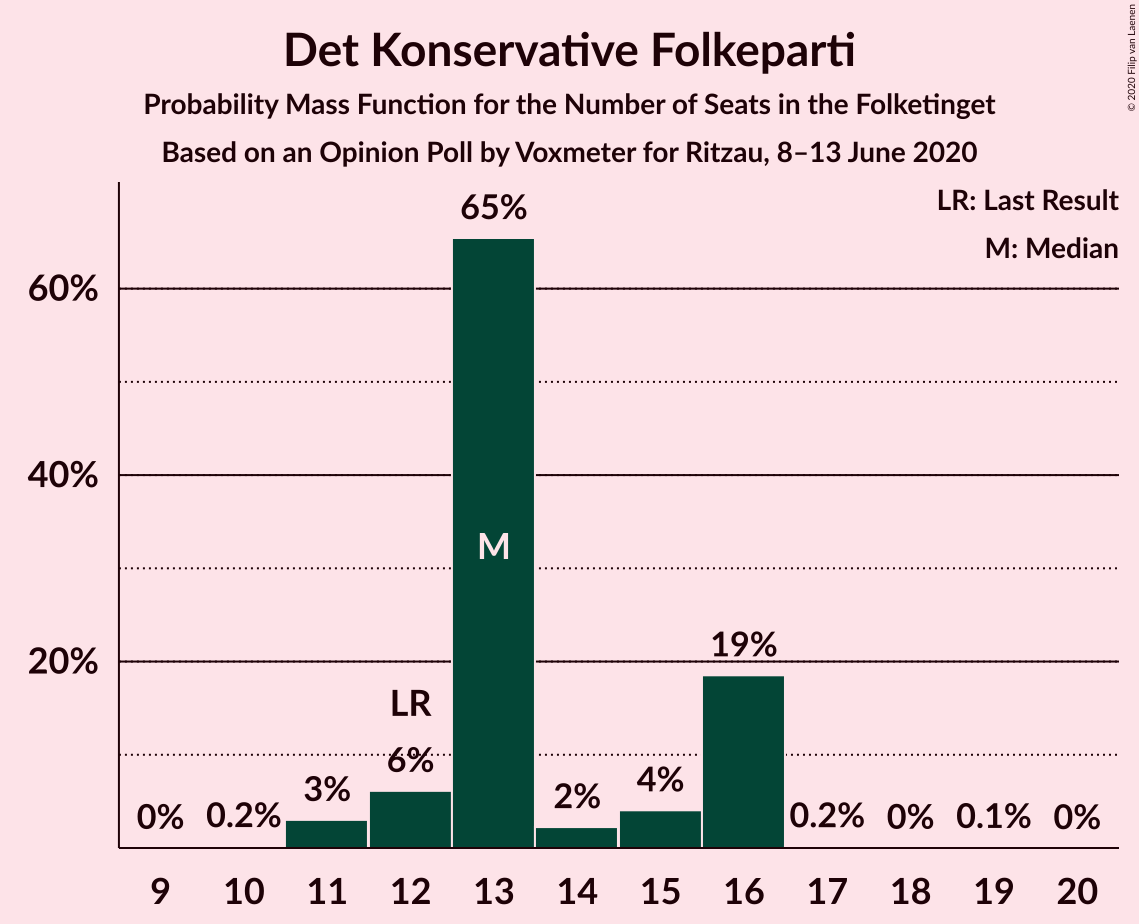 Det Konservative Folkeparti
Probability Mass Function for the Number of Seats in the Folketinget
Based on an Opinion Poll by Voxmeter for Ritzau, 8–13 June 2020
© 2020 Filip van Laenen
LR: Last Result
M: Median
60%
40%
20%
0%
0.2%
3%
LR
6%
65%
M
2%
4%
19%
0.2%
0%
0.1%
0%
9 10 11 12 13 14 15 16 17 18 19 20